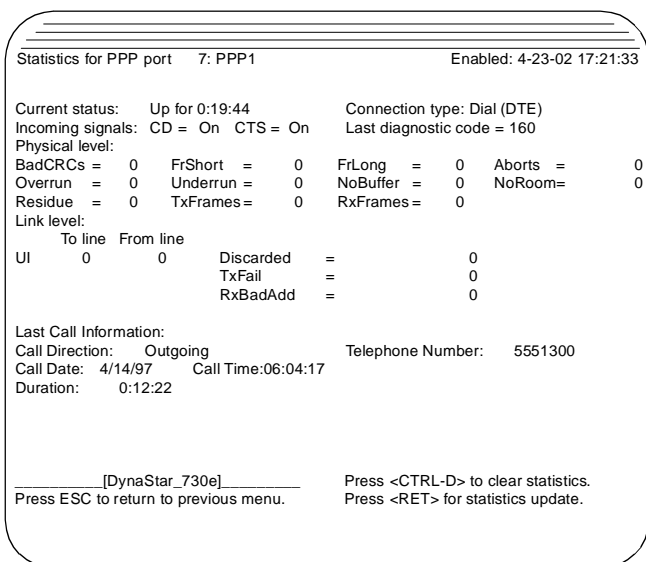 Statistics for PPP port 7: PPP1 Enabled: 4-23-02 17:21:33
Current status: Up for 0:19:44 Connection type: Dial (DTE)
Incoming signals: CD = On CTS = On Last diagnostic code = 160
Physical level:
BadCRCs = 0 FrShort = 0 FrLong = 0 Aborts = 0
Overrun = 0 Underrun = 0 NoBuffer = 0 NoRoom= 0
Residue = 0 TxFrames = 0 RxFrames = 0
Link level:
To line From line
UI 0 0 Discarded = 0
TxFail = 0
RxBadAdd = 0
Last Call Information:
Call Direction: Outgoing Telephone Number: 5551300
Call Date: 4/14/97 Call Time:06:04:17
Duration: 0:12:22
__________[DynaStar_730e]_________ Press <CTRL-D> to clear statistics.
Press ESC to return to previous menu. Press <RET> for statistics update.